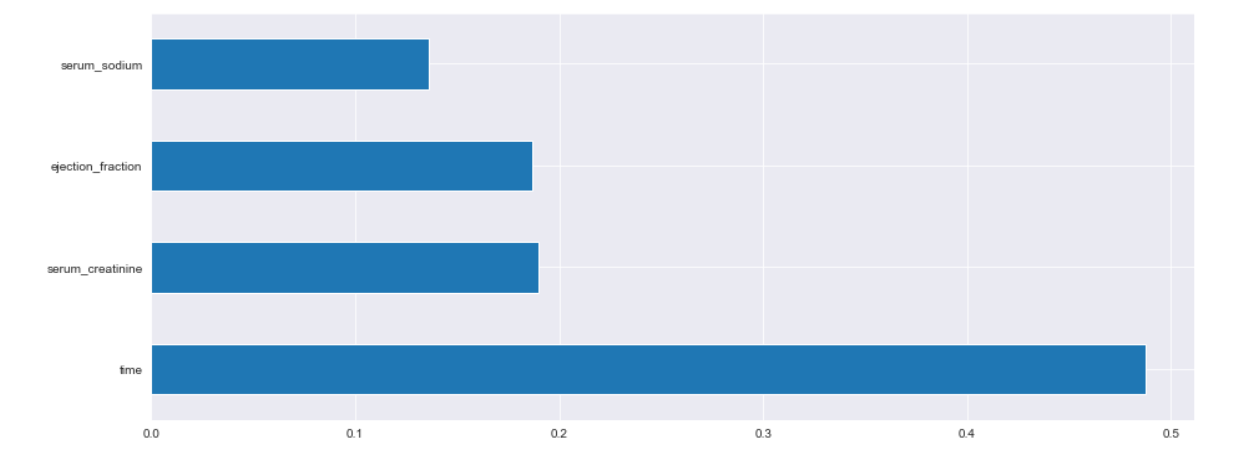 serum_sodium
ejection_fraction
serum_creatinine
time
0.0 0.1 0.2 0.3 0.4 0.5